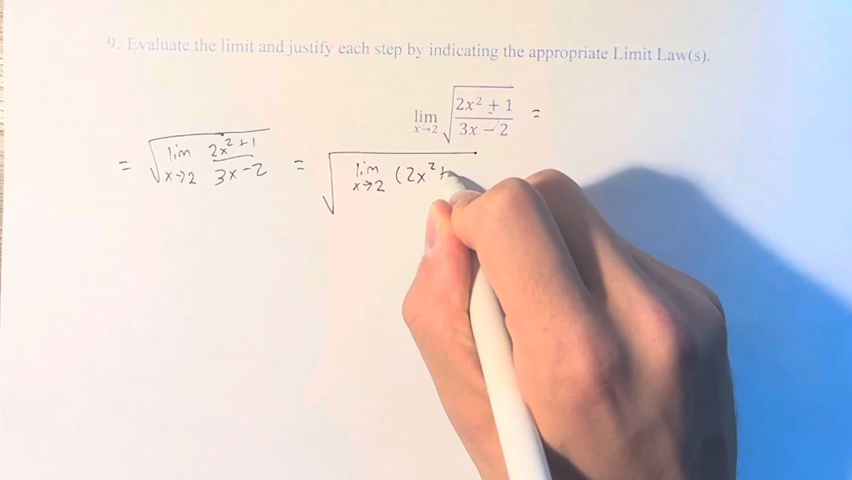 9. Evaluate the limit and justify each step by indicating the appropriate Limit Law(s).
lim x→2 √((2x² + 1)/(3x − 2)) =
= √(lim x→2 (2x²+1)/(3x−2)) = √(lim x→2 (2x²+